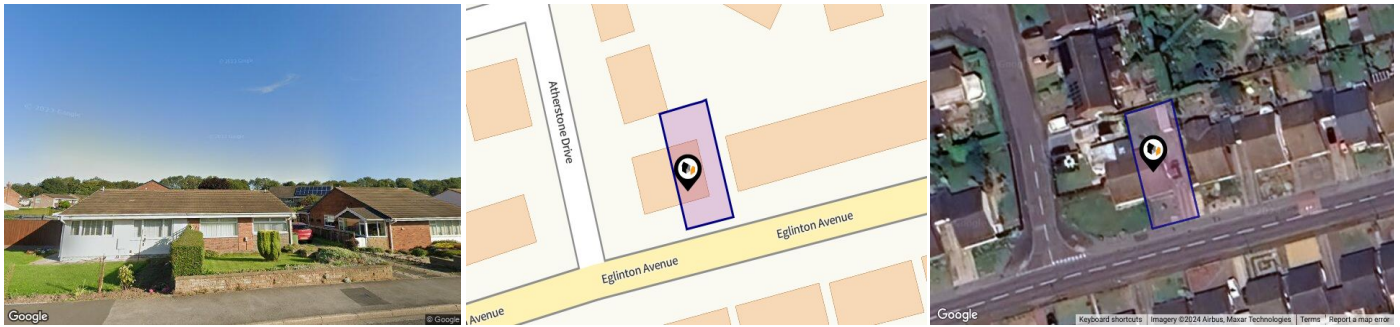 Google
© Google
Atherstone Drive
Eglinton Avenue
Eglinton Avenue
Avenue
Google
Keyboard shortcuts
Imagery ©2024 Airbus, Maxar Technologies
Terms
Report a map error